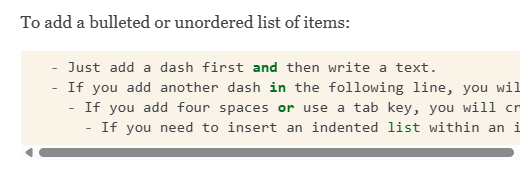 To add a bulleted or unordered list of items:
- Just add a dash first and then write a text.
- If you add another dash in the following line, you
- If you add four spaces or use a tab key, you will
- If you need to insert an indented list within an